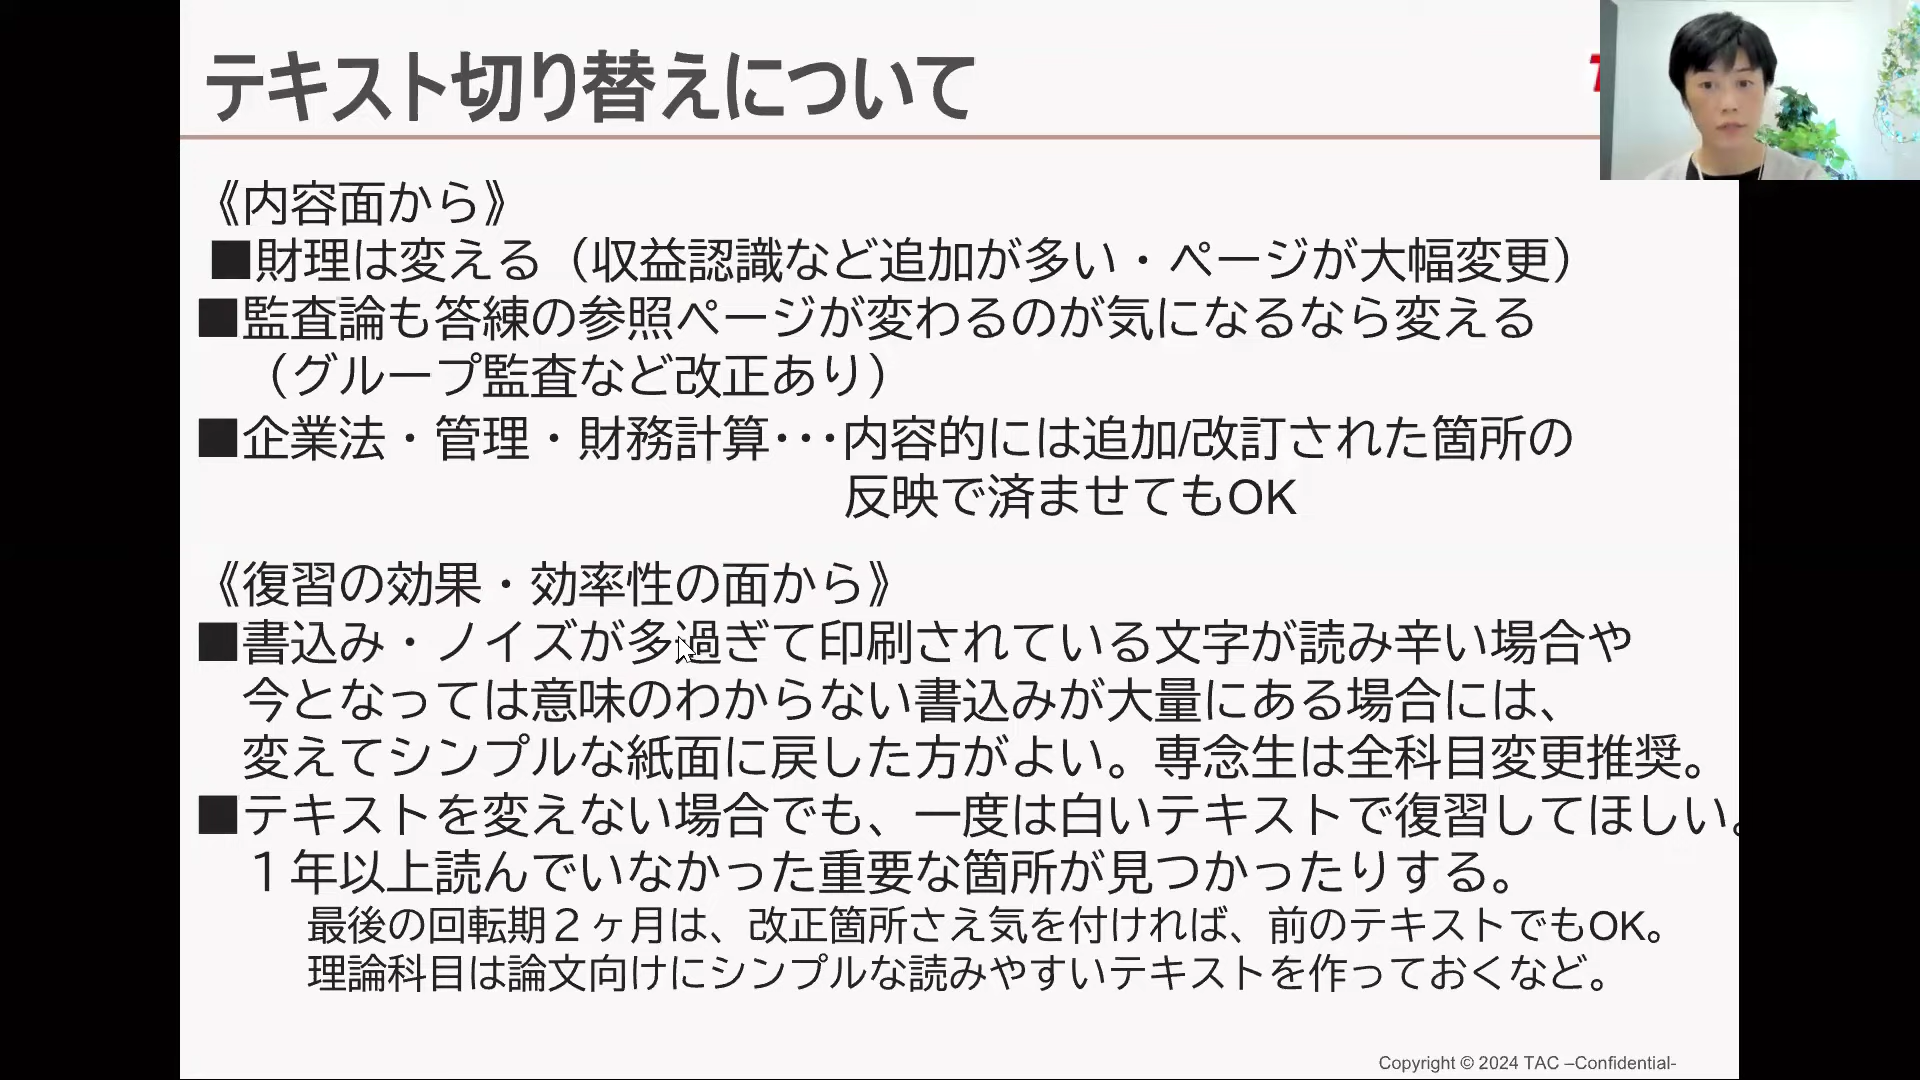 テキスト切り替えについて
《内容面から》
■財理は変える（収益認識など追加が多い・ページが大幅変更）
■監査論も答練の参照ページが変わるのが気になるなら変える
（グループ監査など改正あり）
■企業法・管理・財務計算･･･内容的には追加/改訂された箇所の
反映で済ませてもOK
《復習の効果・効率性の面から》
■書込み・ノイズが多過ぎて印刷されている文字が読み辛い場合や
今となっては意味のわからない書込みが大量にある場合には、
変えてシンプルな紙面に戻した方がよい。専念生は全科目変更推奨。
■テキストを変えない場合でも、一度は白いテキストで復習してほしい。
１年以上読んでいなかった重要な箇所が見つかったりする。
最後の回転期２ヶ月は、改正箇所さえ気を付ければ、前のテキストでもOK。
理論科目は論文向けにシンプルな読みやすいテキストを作っておくなど。
Copyright © 2024 TAC –Confidential-